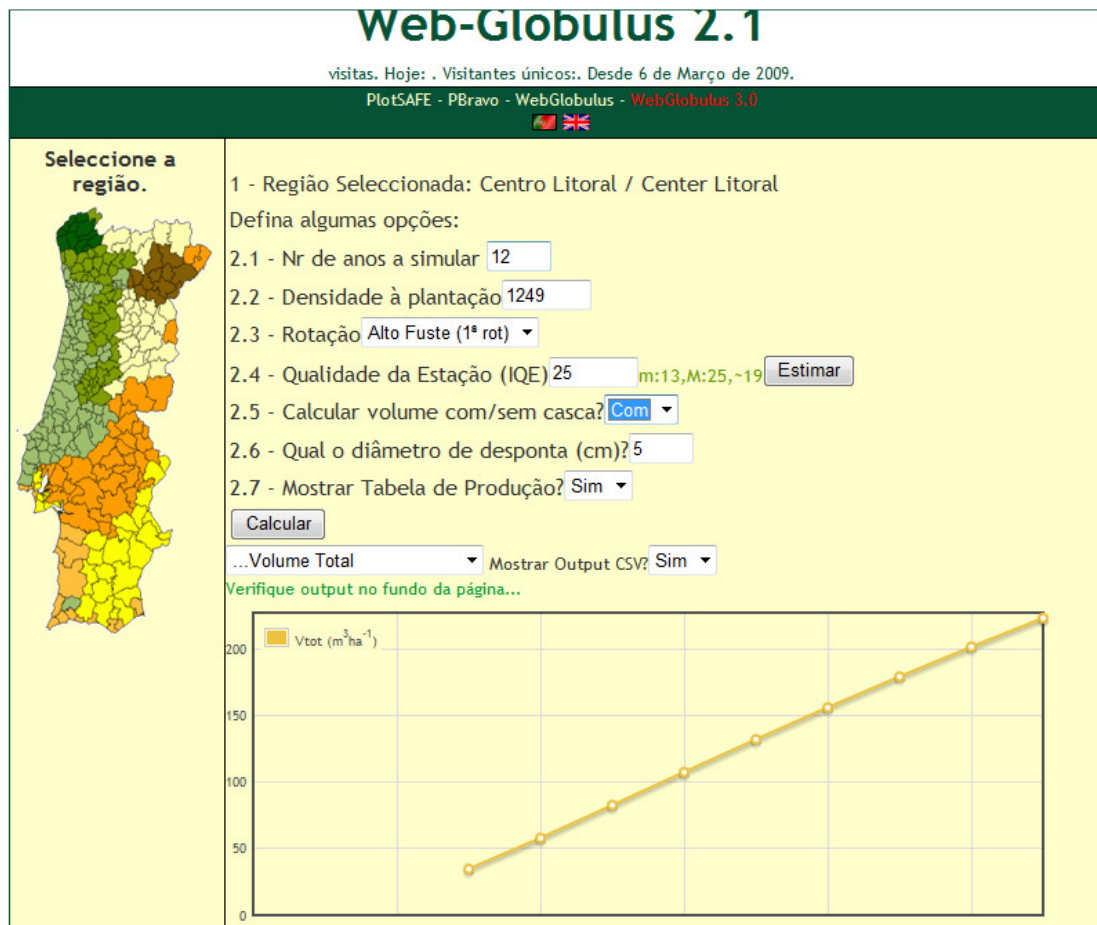 Web-Globulus 2.1
visitas. Hoje: . Visitantes únicos:. Desde 6 de Março de 2009.
PlotSAFE - PBravo - WebGlobulus - WebGlobulus 3.0
Seleccione a
região.
1 - Região Seleccionada: Centro Litoral / Center Litoral
Defina algumas opções:
2.1 - Nr de anos a simular 12
2.2 - Densidade à plantação 1249
2.3 - Rotação Alto Fuste (1ª rot)
2.4 - Qualidade da Estação (IQE) 25 m:13,M:25,~19 Estimar
2.5 - Calcular volume com/sem casca? Com
2.6 - Qual o diâmetro de desponta (cm)? 5
2.7 - Mostrar Tabela de Produção? Sim
Calcular
...Volume Total Mostrar Output CSV? Sim
Verifique output no fundo da página...
Vtot (m³ha⁻¹)
200
150
100
50
0